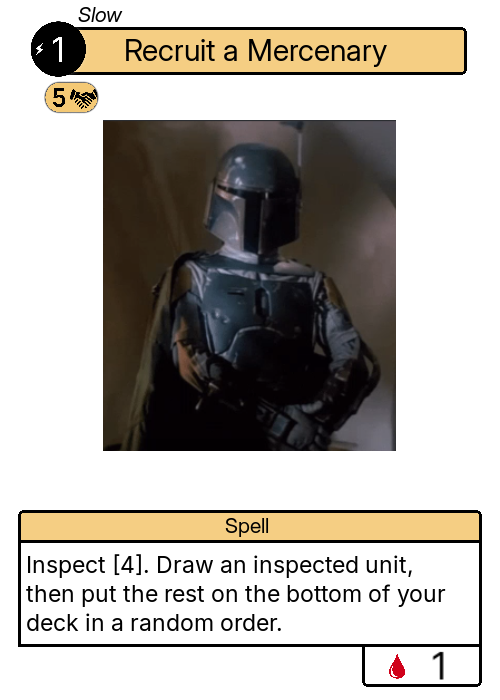 Slow
1 Recruit a Mercenary
5
Spell
Inspect [4]. Draw an inspected unit,
then put the rest on the bottom of your
deck in a random order.
1